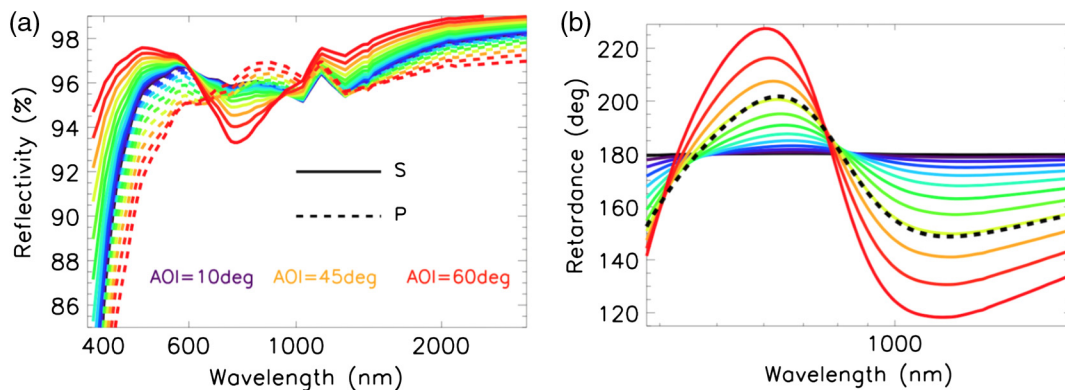 (a)
Reflectivity (%)
98
96
94
92
90
88
86
S
P
AOI=10deg AOI=45deg AOI=60deg
400 600 1000 2000
Wavelength (nm)
(b)
Retardance (deg)
220
200
180
160
140
120
1000
Wavelength (nm)